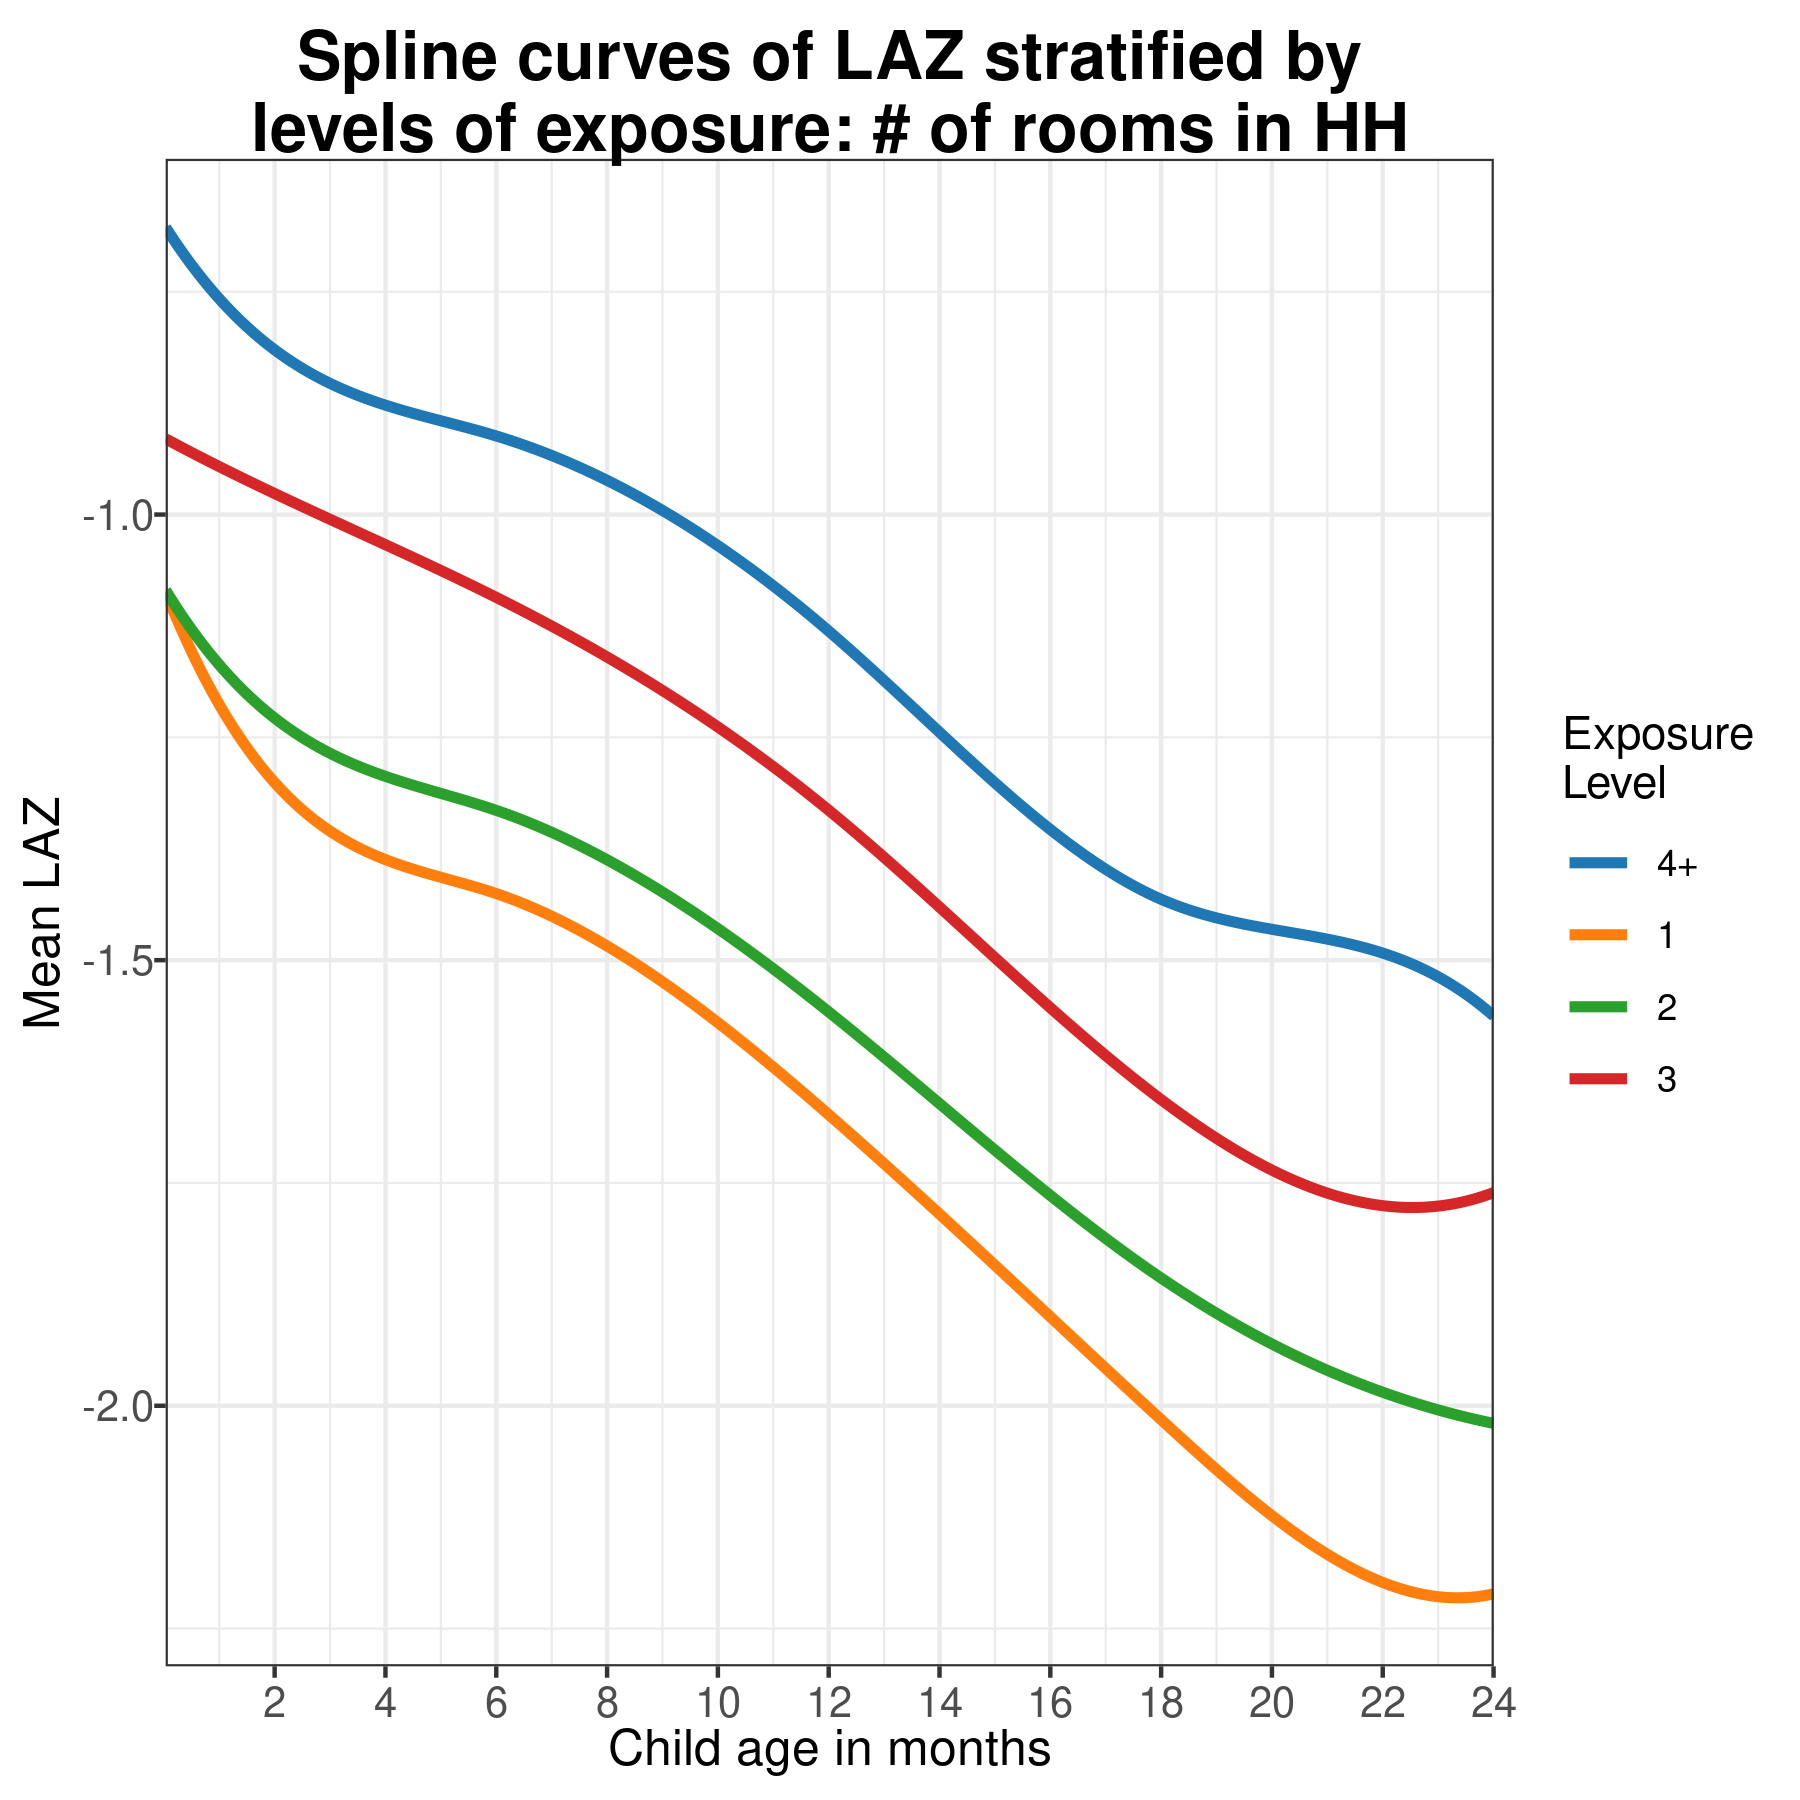 Spline curves of LAZ stratified by
levels of exposure: # of rooms in HH
Mean LAZ
-1.0
-1.5
-2.0
2 4 6 8 10 12 14 16 18 20 22 24
Child age in months
Exposure
Level
4+
1
2
3